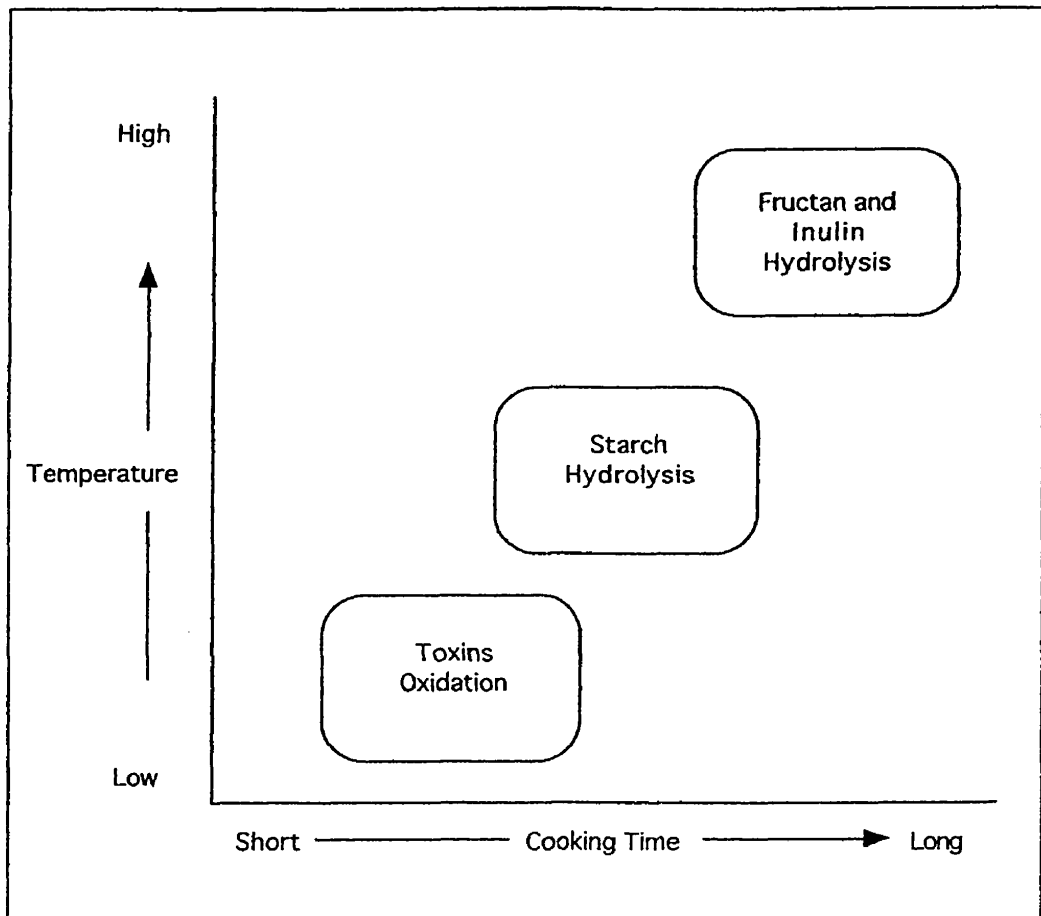 High
Fructan and
Inulin
Hydrolysis
Starch
Hydrolysis
Temperature
Toxins
Oxidation
Low
Short
Cooking Time
Long